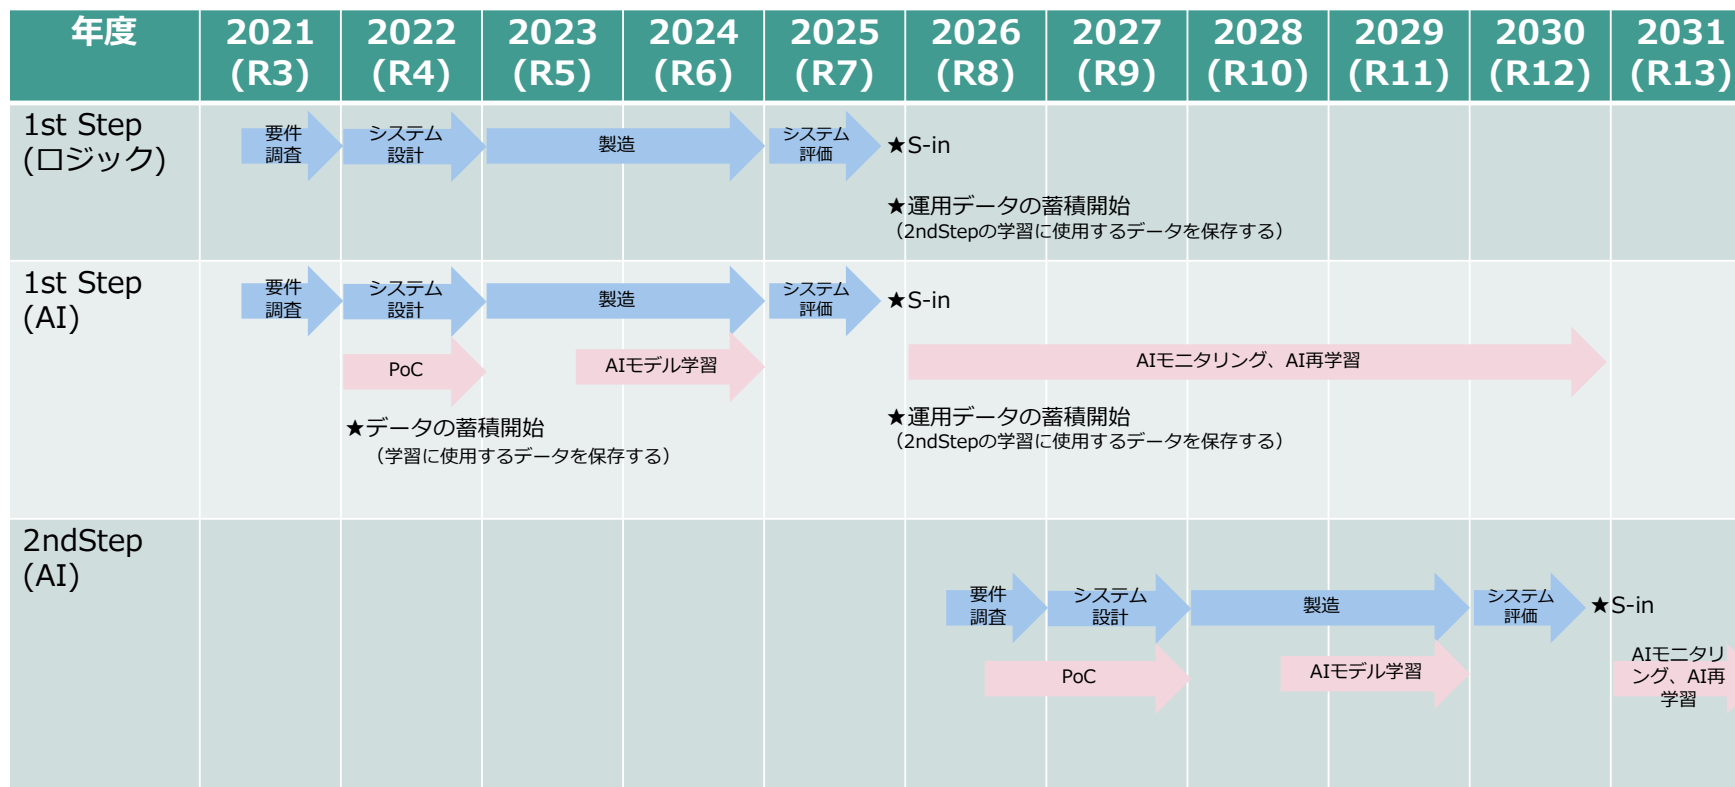 年度 2021 2022 2023 2024 2025 2026 2027 2028 2029 2030 2031
(R3) (R4) (R5) (R6) (R7) (R8) (R9) (R10) (R11) (R12) (R13)
1st Step
(ロジック)
要件
調査
システム
設計
製造
システム
評価
★S-in
★運用データの蓄積開始
（2ndStepの学習に使用するデータを保存する）
1st Step
(AI)
要件
調査
システム
設計
製造
システム
評価
★S-in
PoC
AIモデル学習
AIモニタリング、AI再学習
★データの蓄積開始
（学習に使用するデータを保存する）
★運用データの蓄積開始
（2ndStepの学習に使用するデータを保存する）
2ndStep
(AI)
要件
調査
システム
設計
製造
システム
評価
★S-in
PoC
AIモデル学習
AIモニタリ
ング、AI再
学習